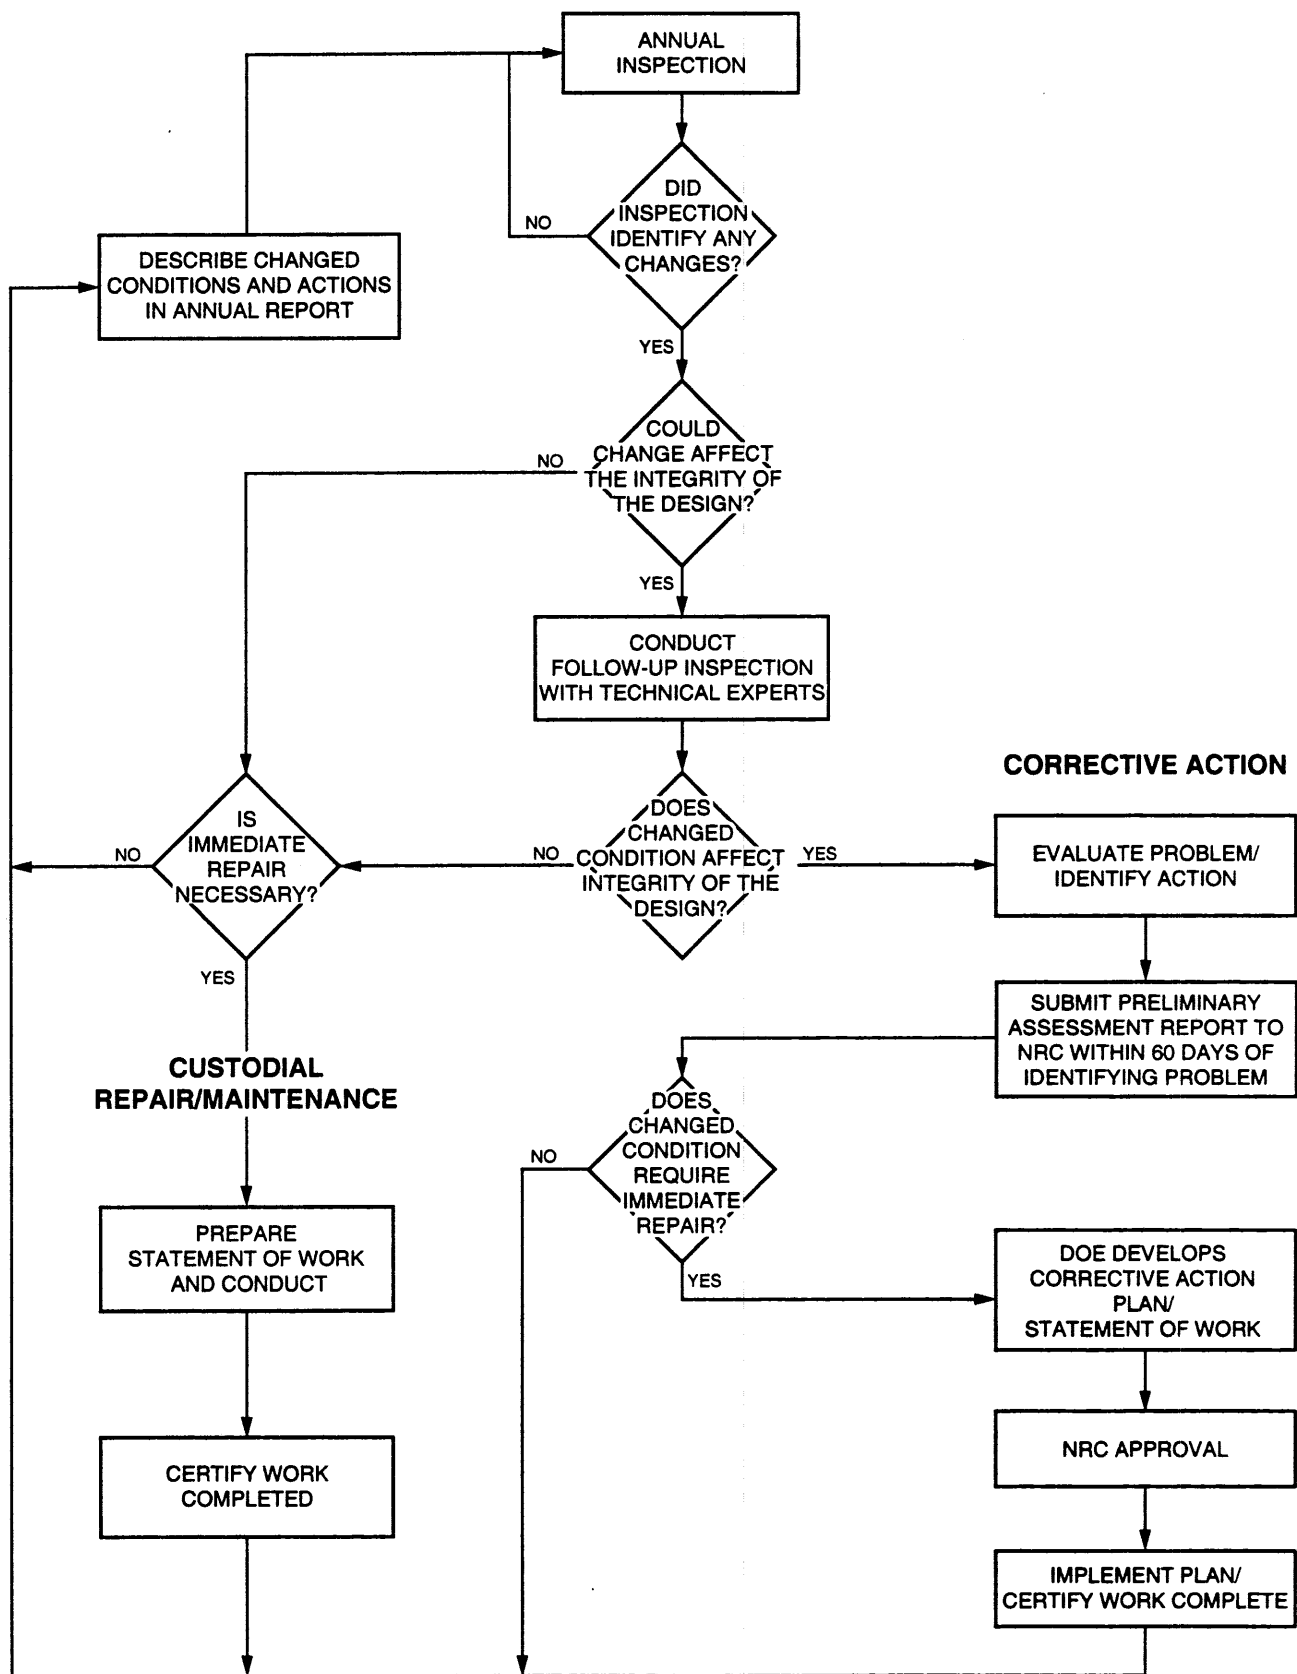 ANNUAL
INSPECTION
DID
INSPECTION
IDENTIFY ANY
CHANGES?
NO
DESCRIBE CHANGED
CONDITIONS AND ACTIONS
IN ANNUAL REPORT
YES
COULD
CHANGE AFFECT
THE INTEGRITY OF
THE DESIGN?
NO
YES
CONDUCT
FOLLOW-UP INSPECTION
WITH TECHNICAL EXPERTS
CORRECTIVE ACTION
IS
IMMEDIATE
REPAIR
NECESSARY?
NO
DOES
CHANGED
CONDITION AFFECT
INTEGRITY OF THE
DESIGN?
NO
YES
EVALUATE PROBLEM/
IDENTIFY ACTION
YES
SUBMIT PRELIMINARY
ASSESSMENT REPORT TO
NRC WITHIN 60 DAYS OF
IDENTIFYING PROBLEM
CUSTODIAL
REPAIR/MAINTENANCE
DOES
CHANGED
CONDITION
REQUIRE
IMMEDIATE
REPAIR?
NO
YES
PREPARE
STATEMENT OF WORK
AND CONDUCT
DOE DEVELOPS
CORRECTIVE ACTION
PLAN/
STATEMENT OF WORK
NRC APPROVAL
CERTIFY WORK
COMPLETED
IMPLEMENT PLAN/
CERTIFY WORK COMPLETE